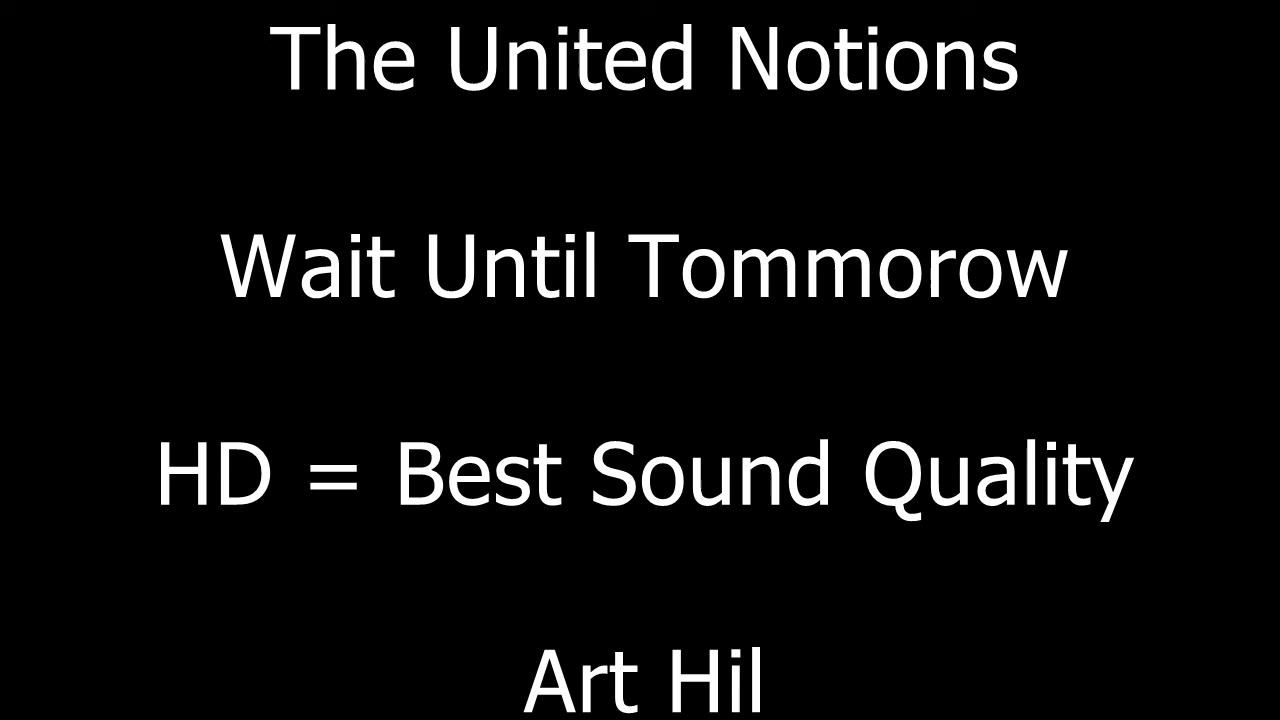 The United Notions
Wait Until Tommorow
HD = Best Sound Quality
Art Hil